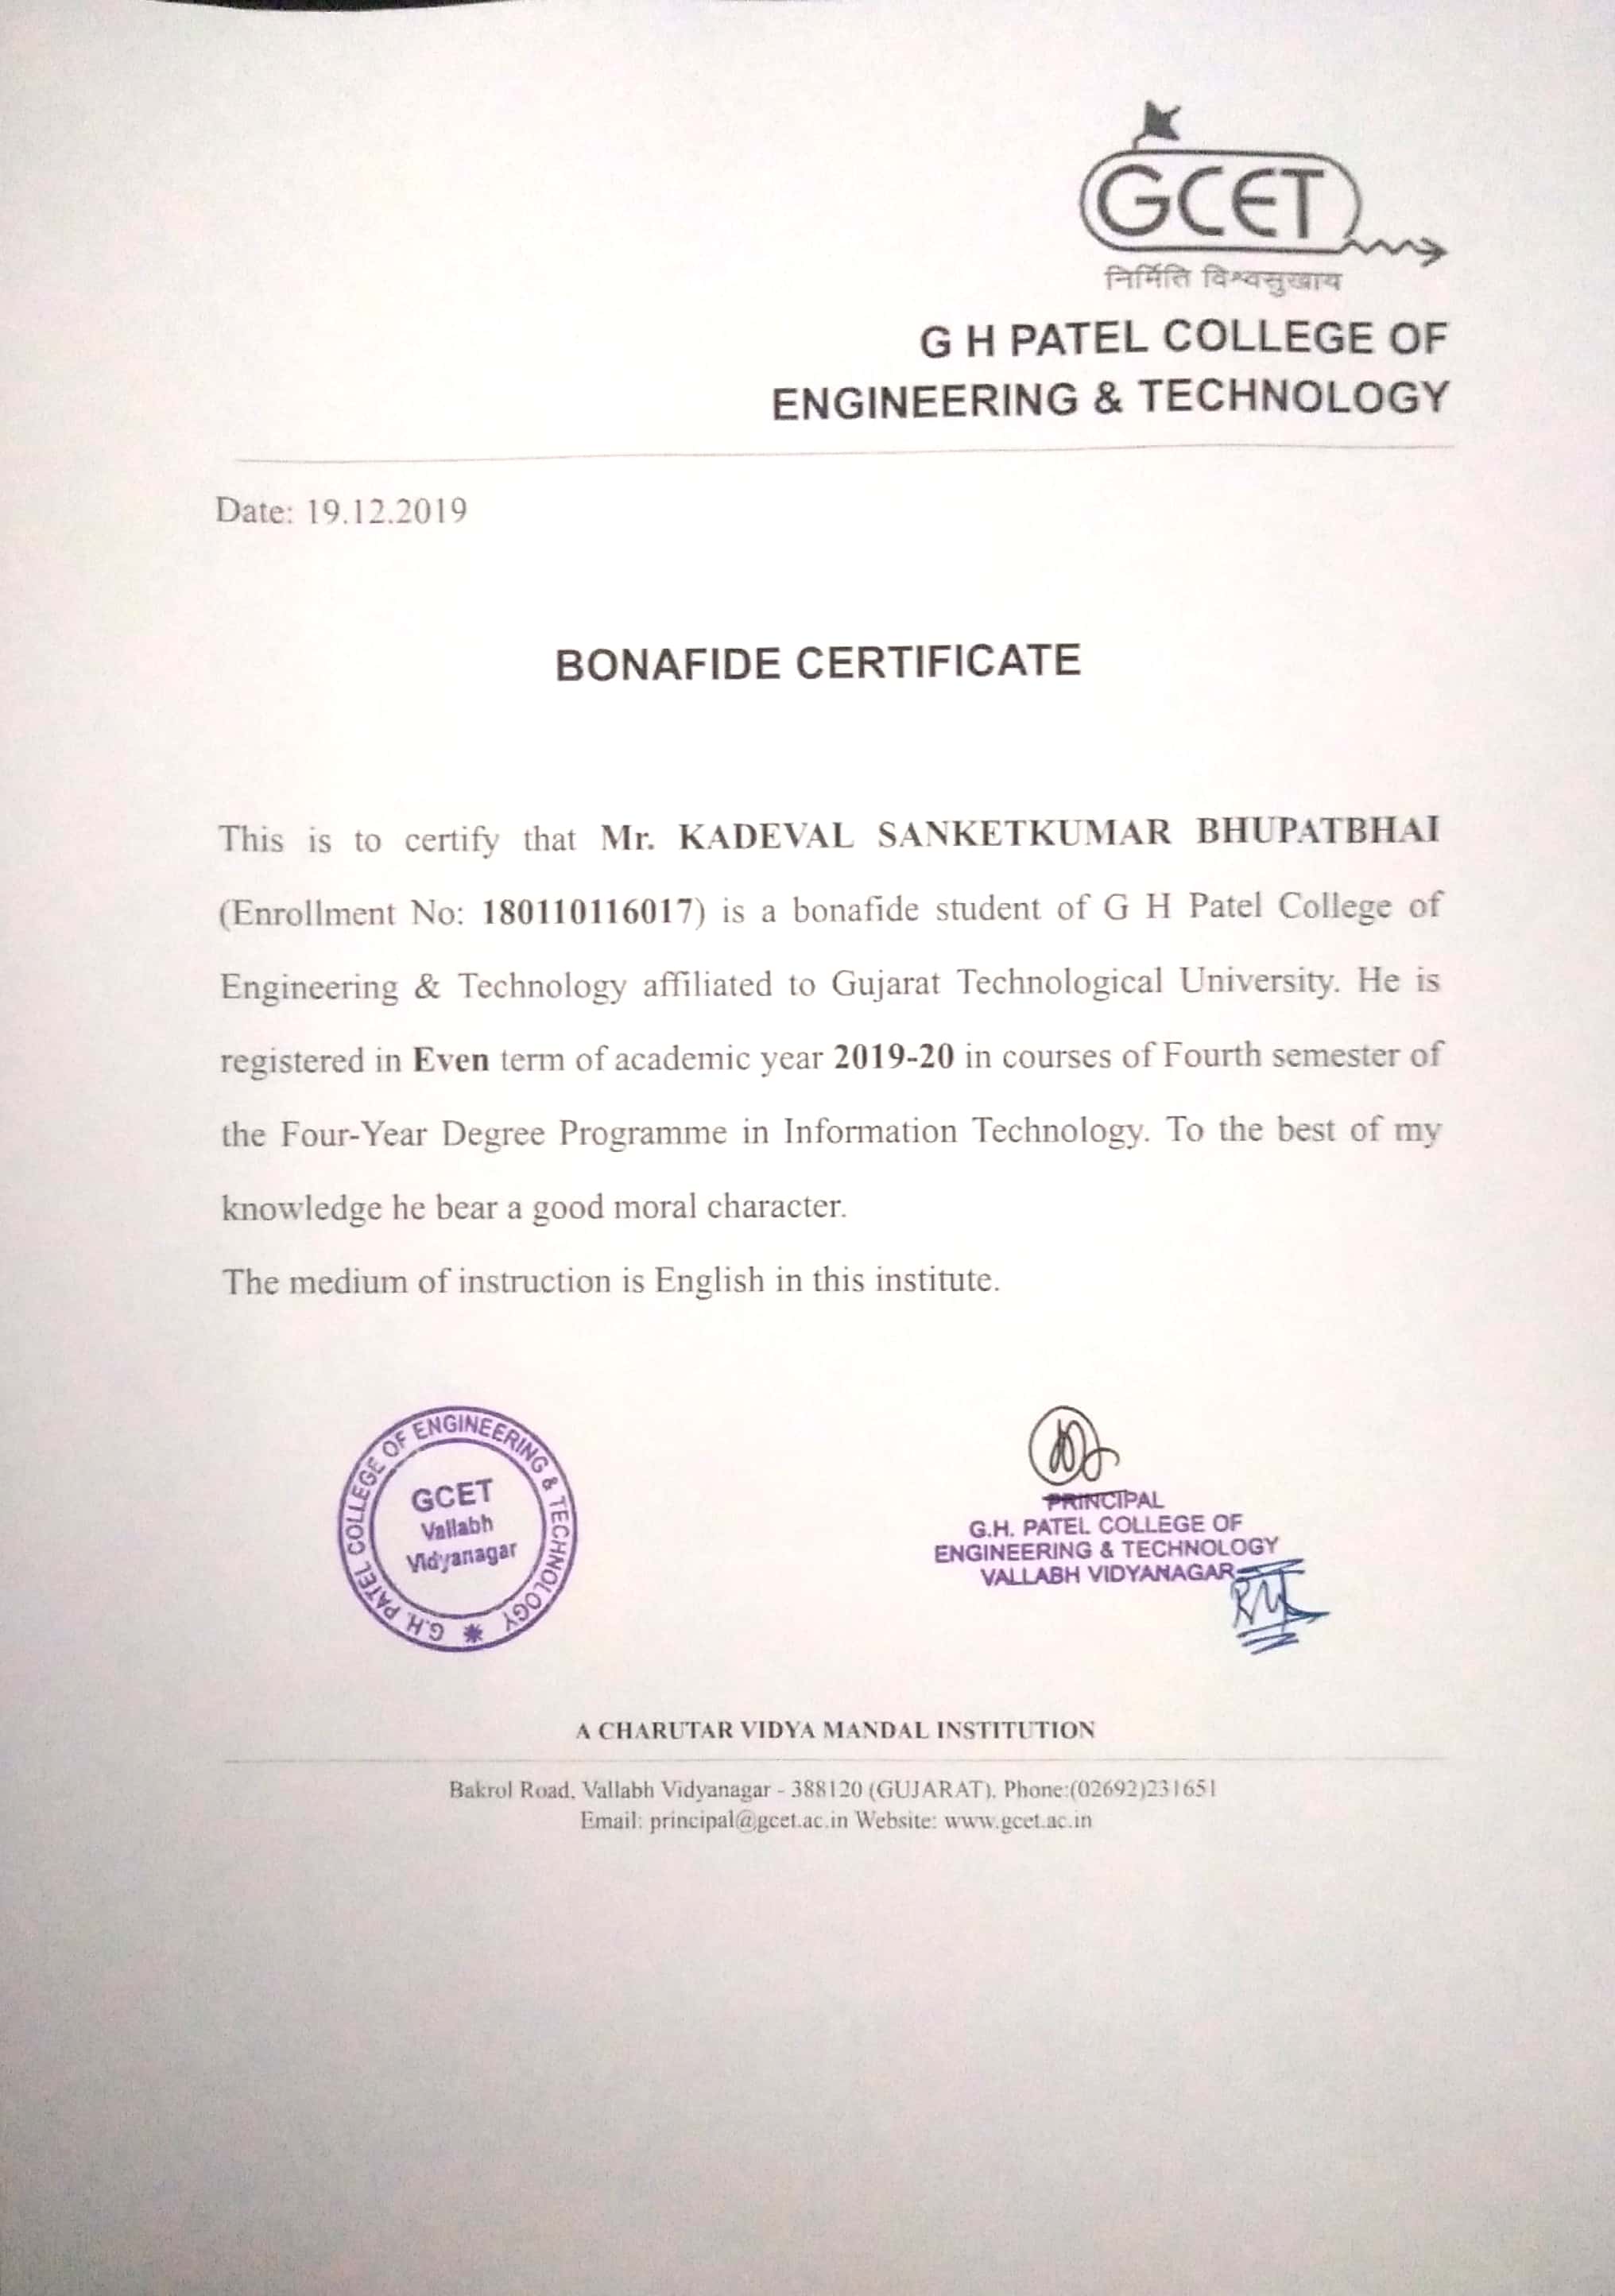 GCET
निर्मिति विश्वसुखाय
G H PATEL COLLEGE OF
ENGINEERING & TECHNOLOGY
Date: 19.12.2019
BONAFIDE CERTIFICATE
This is to certify that Mr. KADEVAL SANKETKUMAR BHUPATBHAI
(Enrollment No: 180110116017) is a bonafide student of G H Patel College of
Engineering & Technology affiliated to Gujarat Technological University. He is
registered in Even term of academic year 2019-20 in courses of Fourth semester of
the Four-Year Degree Programme in Information Technology. To the best of my
knowledge he bear a good moral character.
The medium of instruction is English in this institute.
G.H. PATEL COLLEGE OF ENGINEERING & TECHNOLOGY
GCET
Vallabh
Vidyanagar
PRINCIPAL
G.H. PATEL COLLEGE OF
ENGINEERING & TECHNOLOGY
VALLABH VIDYANAGAR
A CHARUTAR VIDYA MANDAL INSTITUTION
Bakrol Road, Vallabh Vidyanagar - 388120 (GUJARAT), Phone:(02692)231651
Email: principal@gcet.ac.in Website: www.gcet.ac.in